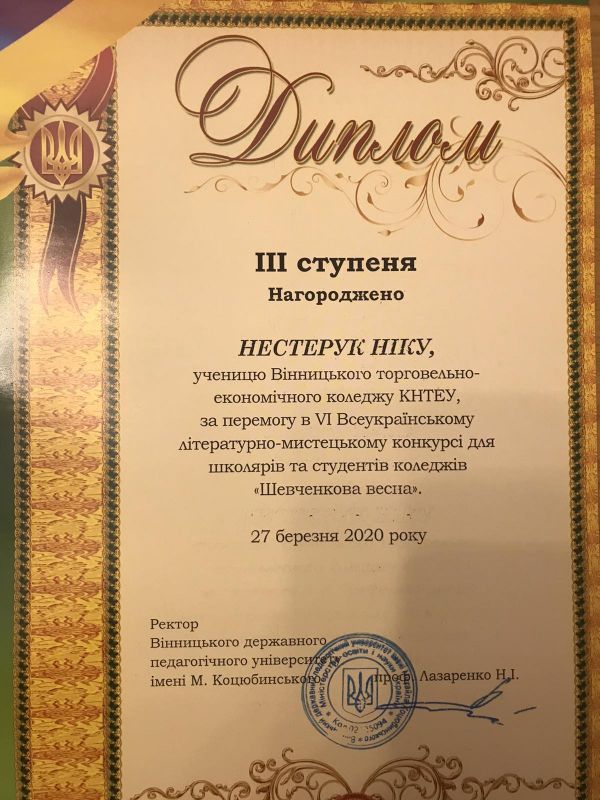 Диплом
III ступеня
Нагороджено
НЕСТЕРУК НІКУ,
ученицю Вінницького торговельно-
економічного коледжу КНТЕУ,
за перемогу в VI Всеукраїнському
літературно-мистецькому конкурсі для
школярів та студентів коледжів
«Шевченкова весна».
27 березня 2020 року
Ректор
Вінницького державного
педагогічного університету
імені М. Коцюбинського проф. Лазаренко Н.І.